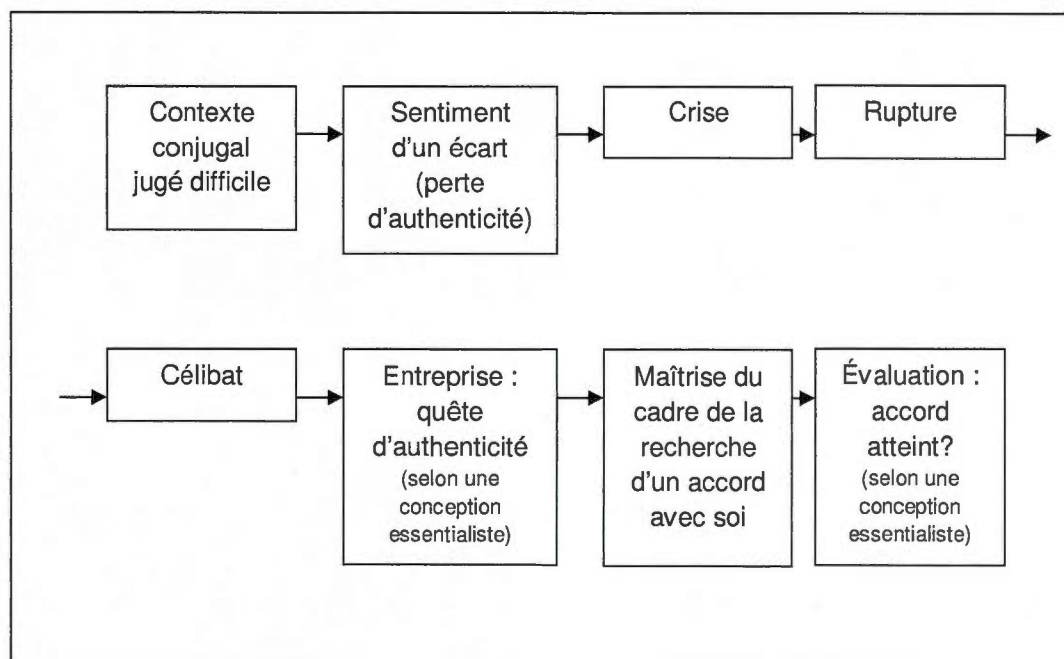 Contexte
conjugal
jugé difficile
Sentiment
d'un écart
(perte
d'authenticité)
Crise
Rupture
Célibat
Entreprise :
quête
d'authenticité
(selon une
conception
essentialiste)
Maîtrise du
cadre de la
recherche
d'un accord
avec soi
Évaluation :
accord
atteint?
(selon une
conception
essentialiste)